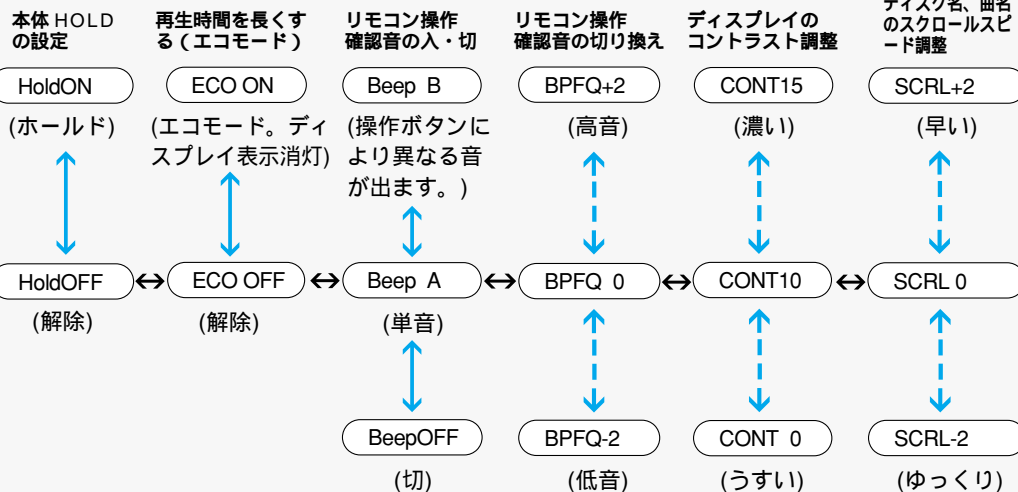 本体 HOLD
の設定
再生時間を長くす
る（エコモード）
リモコン操作
確認音の入・切
リモコン操作
確認音の切り換え
ディスプレイの
コントラスト調整
ディスク名、曲名
のスクロールスピ
ード調整
HoldON
ECO ON
Beep B
BPFQ+2
CONT15
SCRL+2
(ホールド)
(エコモード。ディ
スプレイ表示消灯)
(操作ボタンに
より異なる音
が出ます。)
(高音)
(濃い)
(早い)
HoldOFF
ECO OFF
Beep A
BPFQ 0
CONT10
SCRL 0
(解除)
(解除)
(単音)
BeepOFF
BPFQ-2
CONT 0
SCRL-2
(切)
(低音)
(うすい)
(ゆっくり)